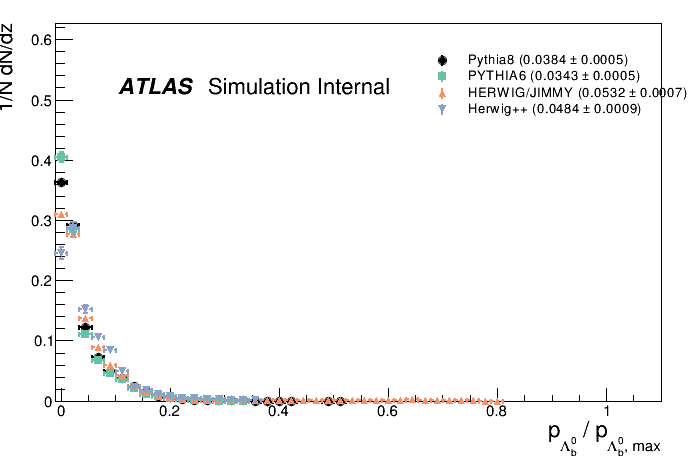 1/N dN/dz
0.6
0.5
0.4
0.3
0.2
0.1
0
ATLAS Simulation Internal
Pythia8 (0.0384 ± 0.0005)
PYTHIA6 (0.0343 ± 0.0005)
HERWIG/JIMMY (0.0532 ± 0.0007)
Herwig++ (0.0484 ± 0.0009)
0 0.2 0.4 0.6 0.8 1
p_{Λ_b^0} / p_{Λ_b^0, max}